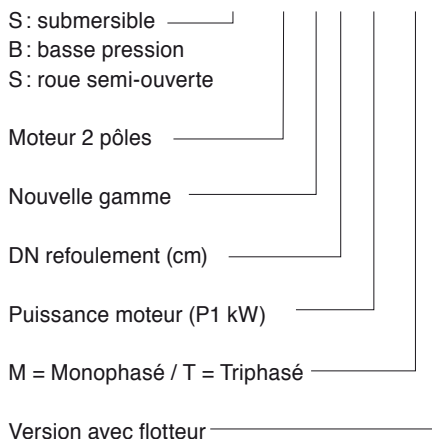 S : submersible
B : basse pression
S : roue semi-ouverte
Moteur 2 pôles
Nouvelle gamme
DN refoulement (cm)
Puissance moteur (P1 kW)
M = Monophasé / T = Triphasé
Version avec flotteur